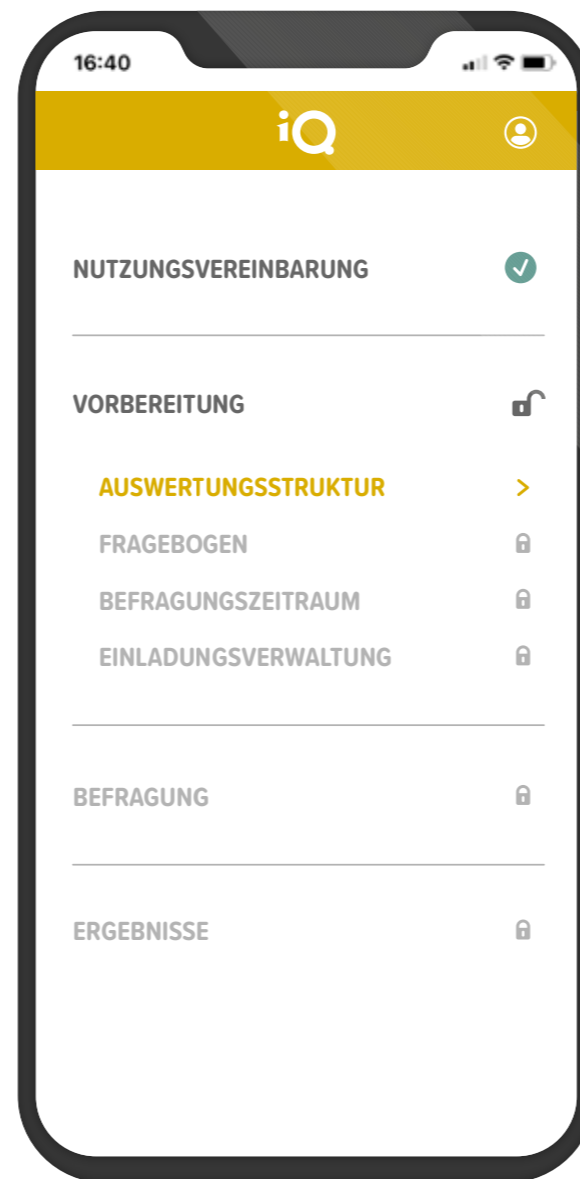 16:40
iQ
NUTZUNGSVEREINBARUNG
VORBEREITUNG
AUSWERTUNGSSTRUKTUR
FRAGEBOGEN
BEFRAGUNGSZEITRAUM
EINLADUNGSVERWALTUNG
BEFRAGUNG
ERGEBNISSE